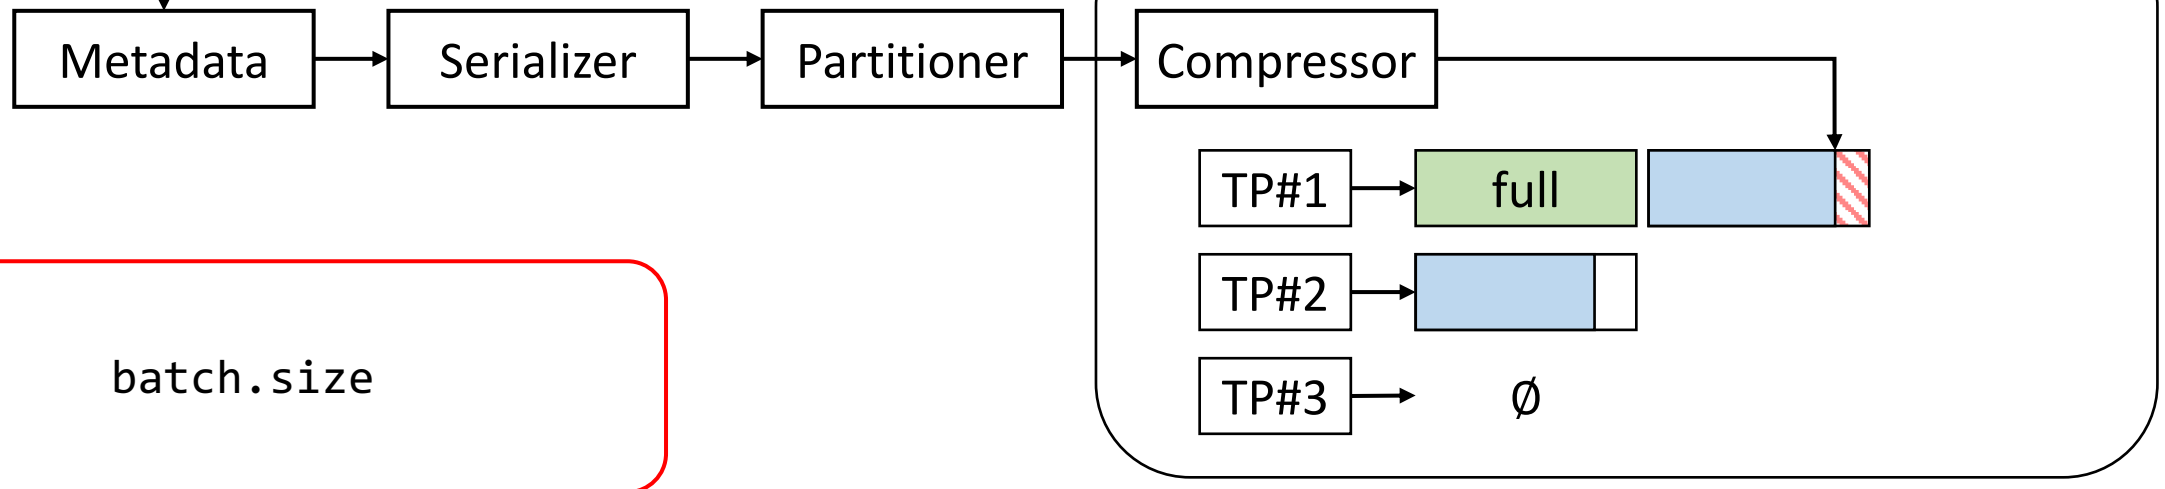 Metadata
Serializer
Partitioner
Compressor
TP#1
full
TP#2
batch.size
TP#3
Ø